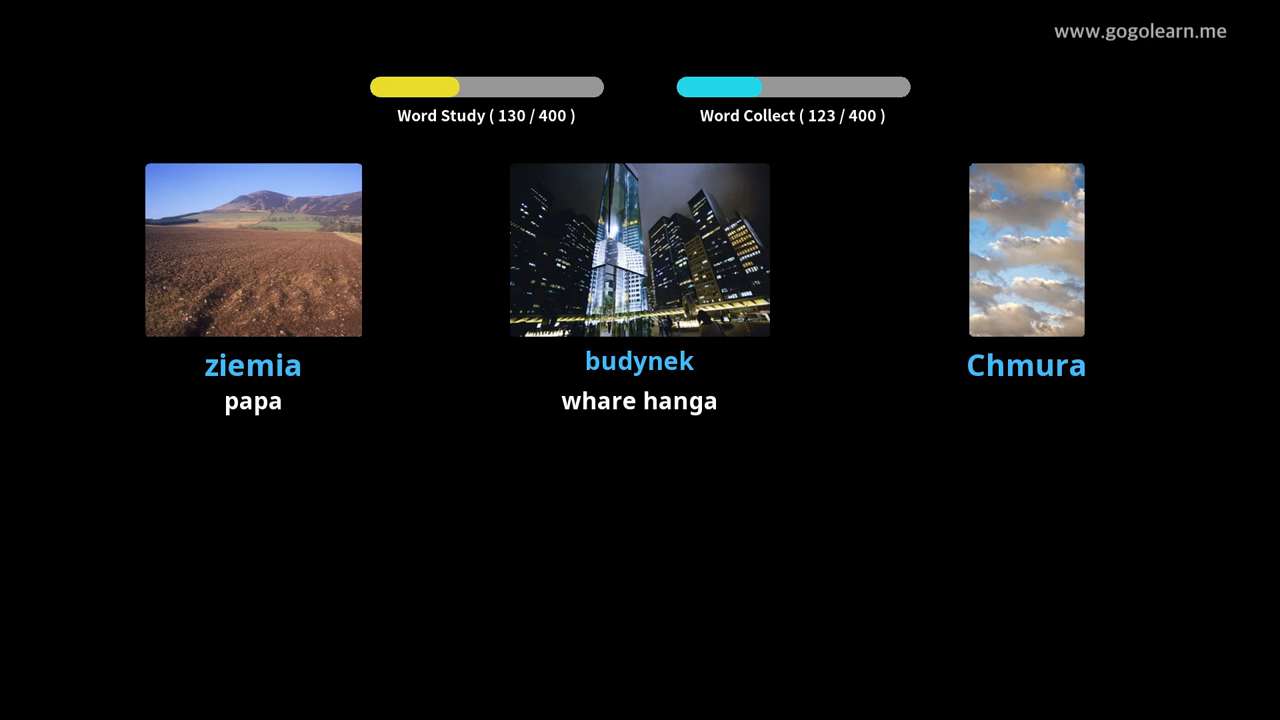 www.gogolearn.me
Word Study ( 130 / 400 )
Word Collect ( 123 / 400 )
ziemia
papa
budynek
whare hanga
Chmura